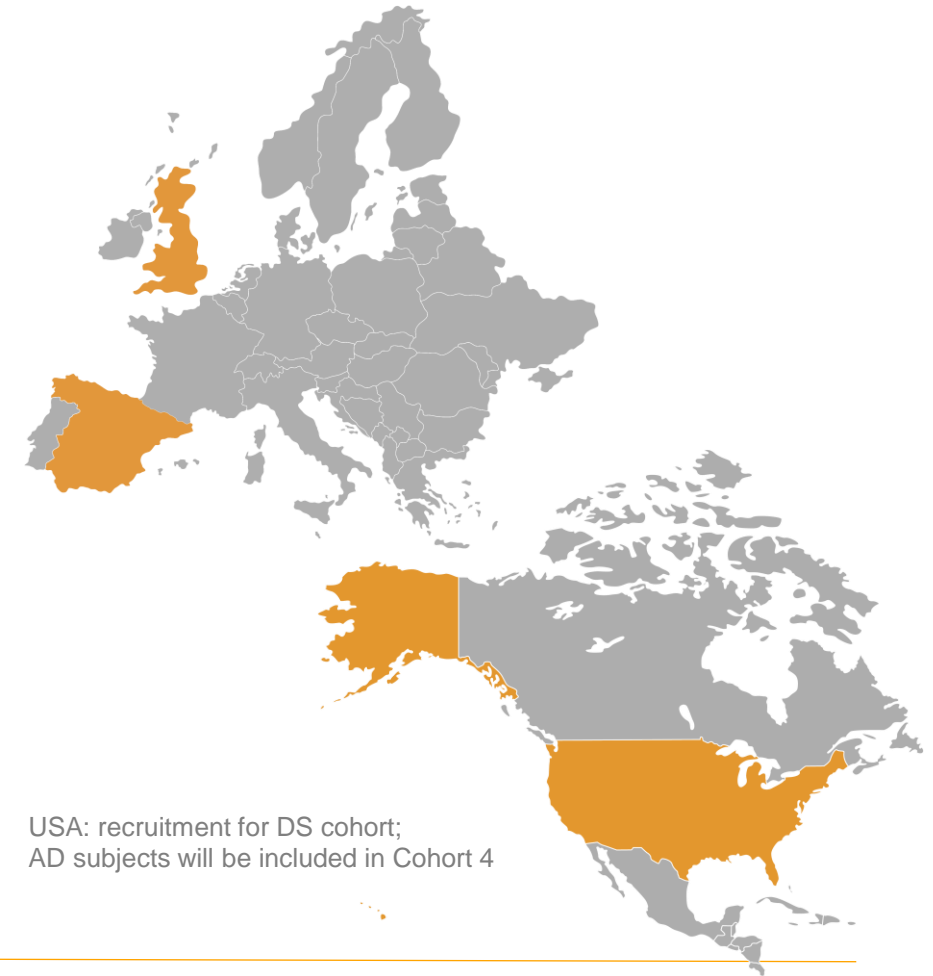 USA: recruitment for DS cohort;
AD subjects will be included in Cohort 4